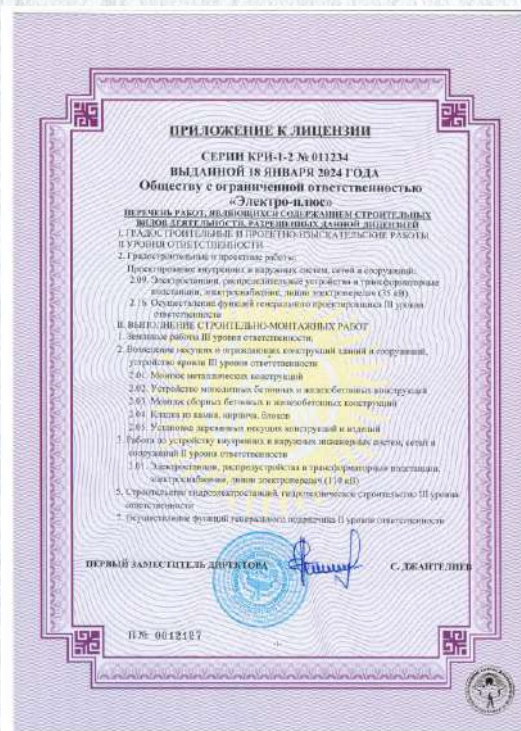 ПРИЛОЖЕНИЕ К ЛИЦЕНЗИИ
СЕРИИ КРИ-1-2 № 011234
ВЫДАННОЙ 18 ЯНВАРЯ 2024 ГОДА
Обществу с ограниченной ответственностью
«Электро-плюс»
ПЕРЕЧЕНЬ РАБОТ, ЯВЛЯЮЩИХСЯ СОДЕРЖАНИЕМ СТРОИТЕЛЬНЫХ
ВИДОВ ДЕЯТЕЛЬНОСТИ, РАЗРЕШЕННЫХ ДАННОЙ ЛИЦЕНЗИЕЙ
I. ГРАДОСТРОИТЕЛЬНЫЕ И ПРОЕКТНО-ИЗЫСКАТЕЛЬСКИЕ РАБОТЫ
II УРОВНЯ ОТВЕТСТВЕННОСТИ
2. Градостроительные и проектные работы:
Проектирование внутренних и наружных систем, сетей и сооружений:
2.09. Электростанции, распределительные устройства и трансформаторные
подстанции, электроснабжение, линии электропередач (35 кВ)
2.16. Осуществление функций генерального проектировщика III уровня
ответственности
II. ВЫПОЛНЕНИЕ СТРОИТЕЛЬНО-МОНТАЖНЫХ РАБОТ
1. Земляные работы III уровня ответственности;
2. Возведение несущих и ограждающих конструкций зданий и сооружений,
устройство кровли III уровня ответственности
2.01. Монтаж металлических конструкций
2.02. Устройство монолитных бетонных и железобетонных конструкций
2.03. Монтаж сборных бетонных и железобетонных конструкций
2.04. Кладка из камня, кирпича, блоков
2.05. Установка деревянных несущих конструкций и изделий
3. Работы по устройству внутренних и наружных инженерных систем, сетей и
сооружений II уровня ответственности
3.01. Электростанции, распредустройства и трансформаторные подстанции,
электроснабжение, линии электропередач (110 кВ)
5. Строительство гидроэлектростанций, гидротехническое строительство III уровня
ответственности
7. Осуществление функций генерального подрядчика II уровня ответственности
ПЕРВЫЙ ЗАМЕСТИТЕЛЬ ДИРЕКТОРА С. ДЖАНТЕЛИЕВ
П № 0012127
-1-